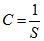 C = 1/S